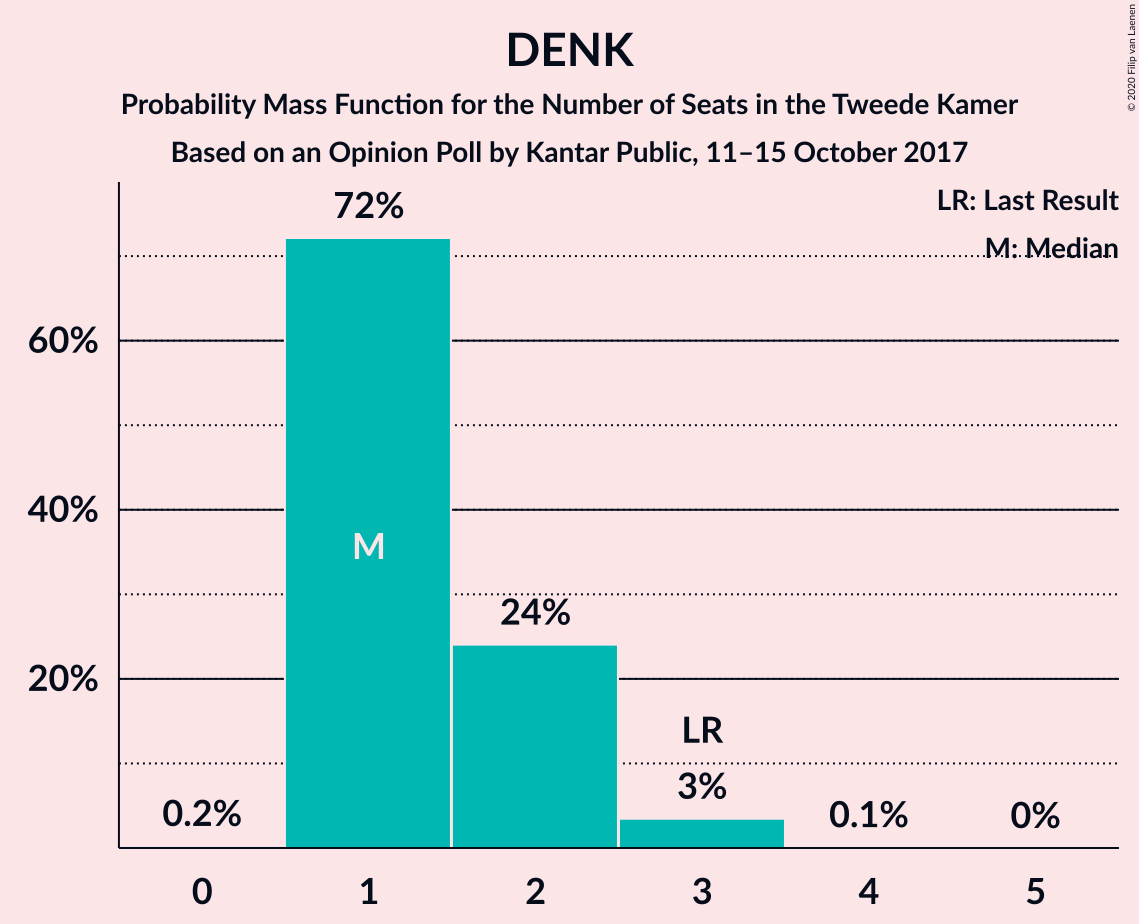 DENK
Probability Mass Function for the Number of Seats in the Tweede Kamer
Based on an Opinion Poll by Kantar Public, 11–15 October 2017
© 2020 Filip van Laenen
LR: Last Result
M: Median
72%
60%
40%
M
24%
20%
LR
3%
0.2%
0.1%
0%
0 1 2 3 4 5